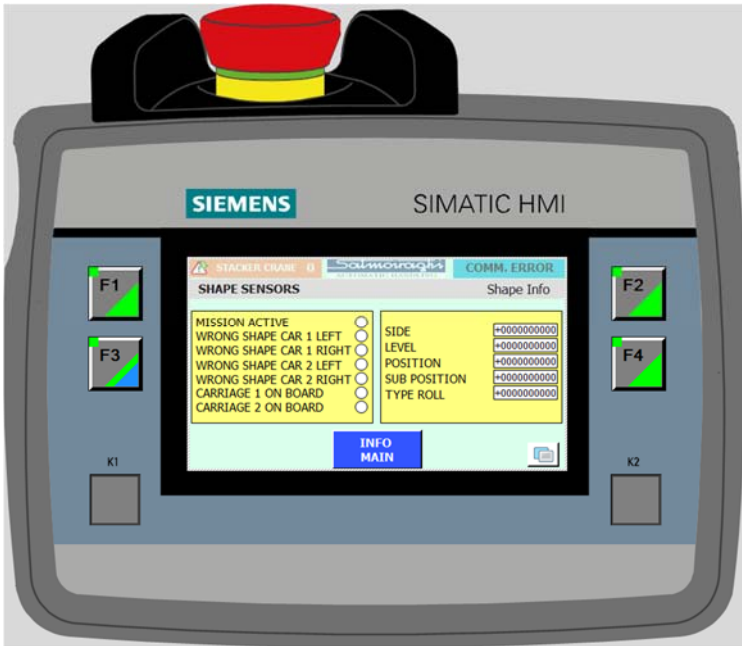 SIEMENS
SIMATIC HMI
STACKER CRANE 0
Salmoraghi
COMM. ERROR
SHAPE SENSORS
Shape Info
F1
F2
F3
F4
MISSION ACTIVE
WRONG SHAPE CAR 1 LEFT
WRONG SHAPE CAR 1 RIGHT
WRONG SHAPE CAR 2 LEFT
WRONG SHAPE CAR 2 RIGHT
CARRIAGE 1 ON BOARD
CARRIAGE 2 ON BOARD
SIDE +0000000000
LEVEL +0000000000
POSITION +0000000000
SUB POSITION +0000000000
TYPE ROLL +0000000000
INFO
MAIN
K1
K2